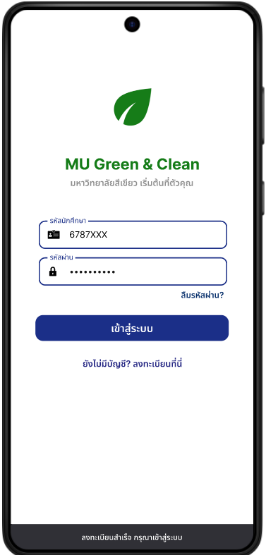 MU Green & Clean
มหาวิทยาลัยสีเขียว เริ่มต้นที่ตัวคุณ
รหัสนักศึกษา
6787XXX
รหัสผ่าน
••••••••••
ลืมรหัสผ่าน?
เข้าสู่ระบบ
ยังไม่มีบัญชี? ลงทะเบียนที่นี่
ลงทะเบียนสำเร็จ กรุณาเข้าสู่ระบบ